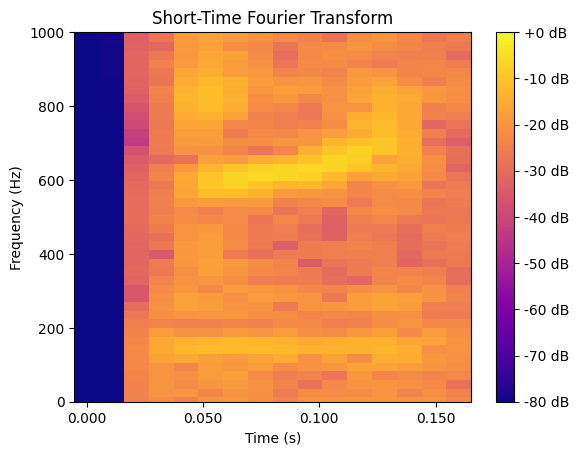 Short-Time Fourier Transform
1000
800
600
400
200
0
Frequency (Hz)
0.000
0.050
0.100
0.150
Time (s)
+0 dB
-10 dB
-20 dB
-30 dB
-40 dB
-50 dB
-60 dB
-70 dB
-80 dB